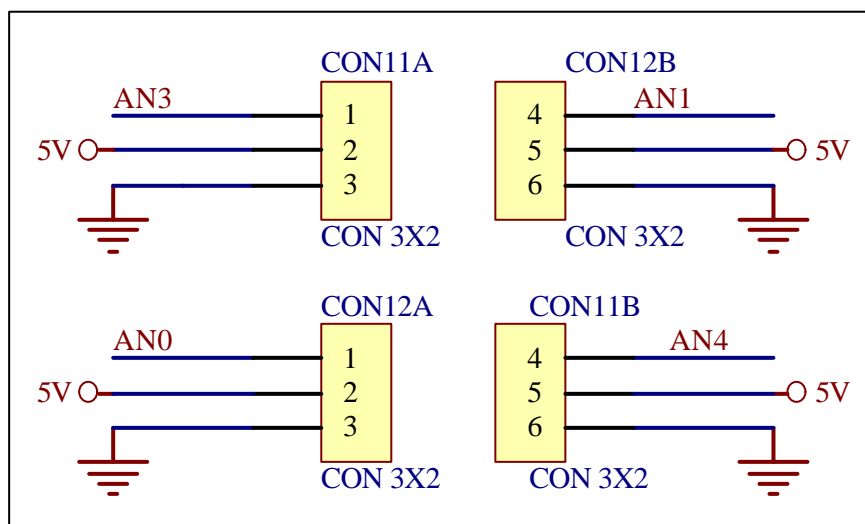 CON11A
AN3
1
5V
2
3
CON 3X2
CON12B
4
AN1
5
5V
6
CON 3X2
CON12A
AN0
1
5V
2
3
CON 3X2
CON11B
4
AN4
5
5V
6
CON 3X2